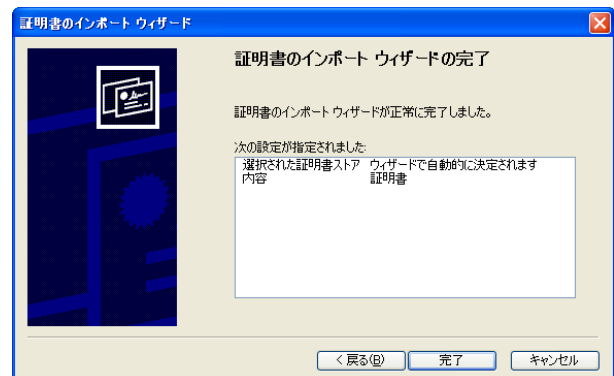 証明書のインポート ウィザード
証明書のインポート ウィザードの完了
証明書のインポート ウィザードが正常に完了しました。
次の設定が指定されました:
選択された証明書ストア ウィザードで自動的に決定されます
内容 証明書
< 戻る(B) 完了 キャンセル